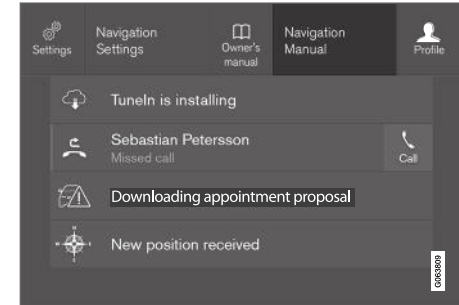 Settings
Navigation
Settings
Owner's
manual
Navigation
Manual
Profile
TuneIn is installing
Sebastian Petersson
Missed call
Call
Downloading appointment proposal
New position received
G063809